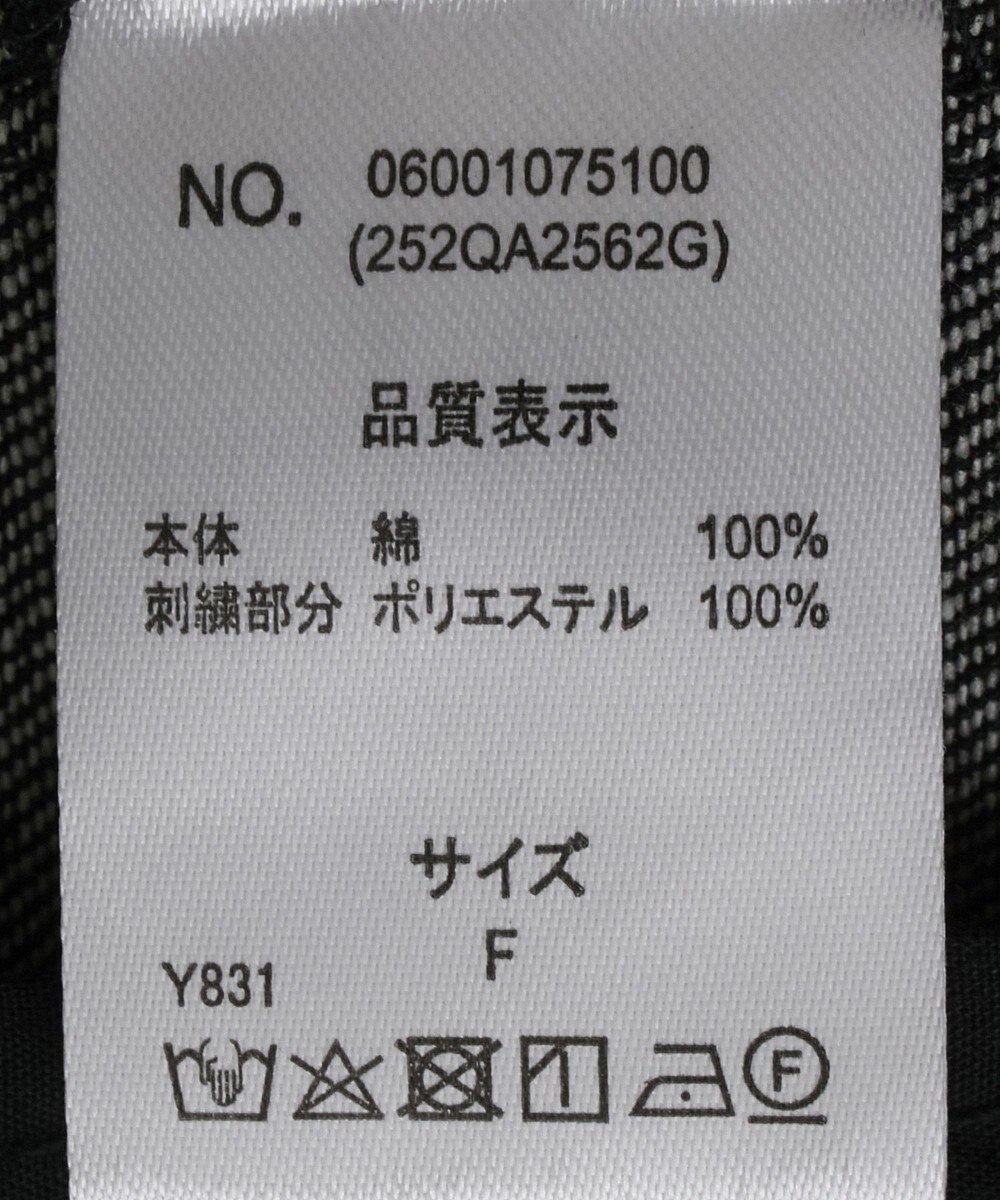 NO. 06001075100
(252QA2562G)
品質表示
本体 綿 100%
刺繍部分 ポリエステル 100%
サイズ
F
Y831
F